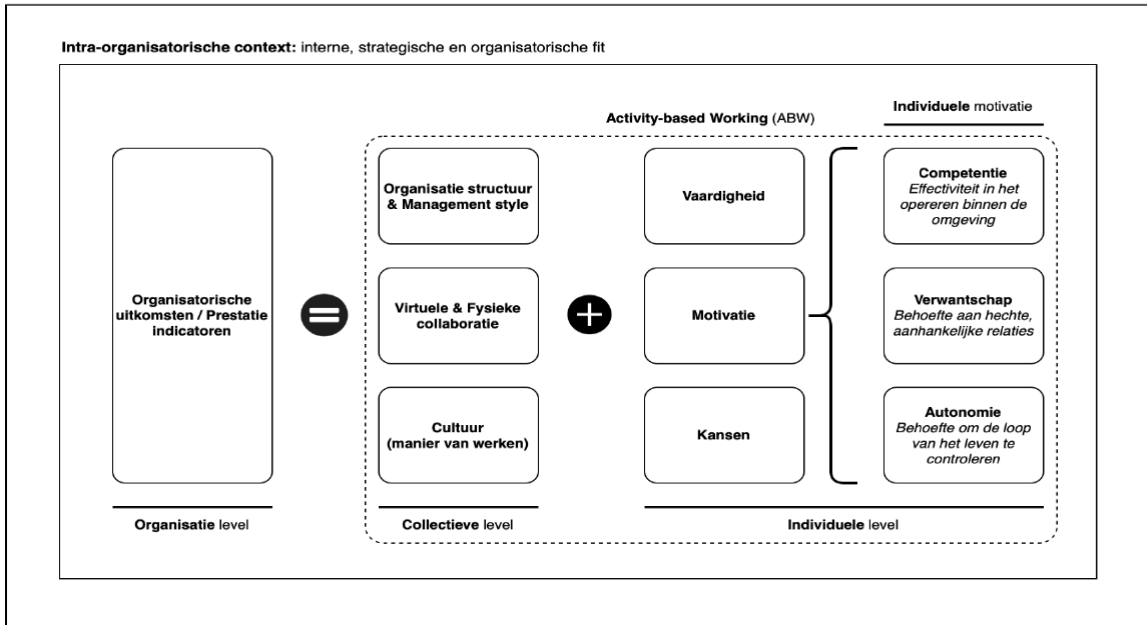 Intra-organisatorische context: interne, strategische en organisatorische fit
Individuele motivatie
Activity-based Working (ABW)
Organisatorische
uitkomsten / Prestatie
indicatoren
Organisatie structuur
& Management style
Virtuele & Fysieke
collaboratie
Cultuur
(manier van werken)
Vaardigheid
Motivatie
Kansen
Competentie
Effectiviteit in het
opereren binnen de
omgeving
Verwantschap
Behoefte aan hechte,
aanhankelijke relaties
Autonomie
Behoefte om de loop
van het leven te
controleren
Organisatie level
Collectieve level
Individuele level